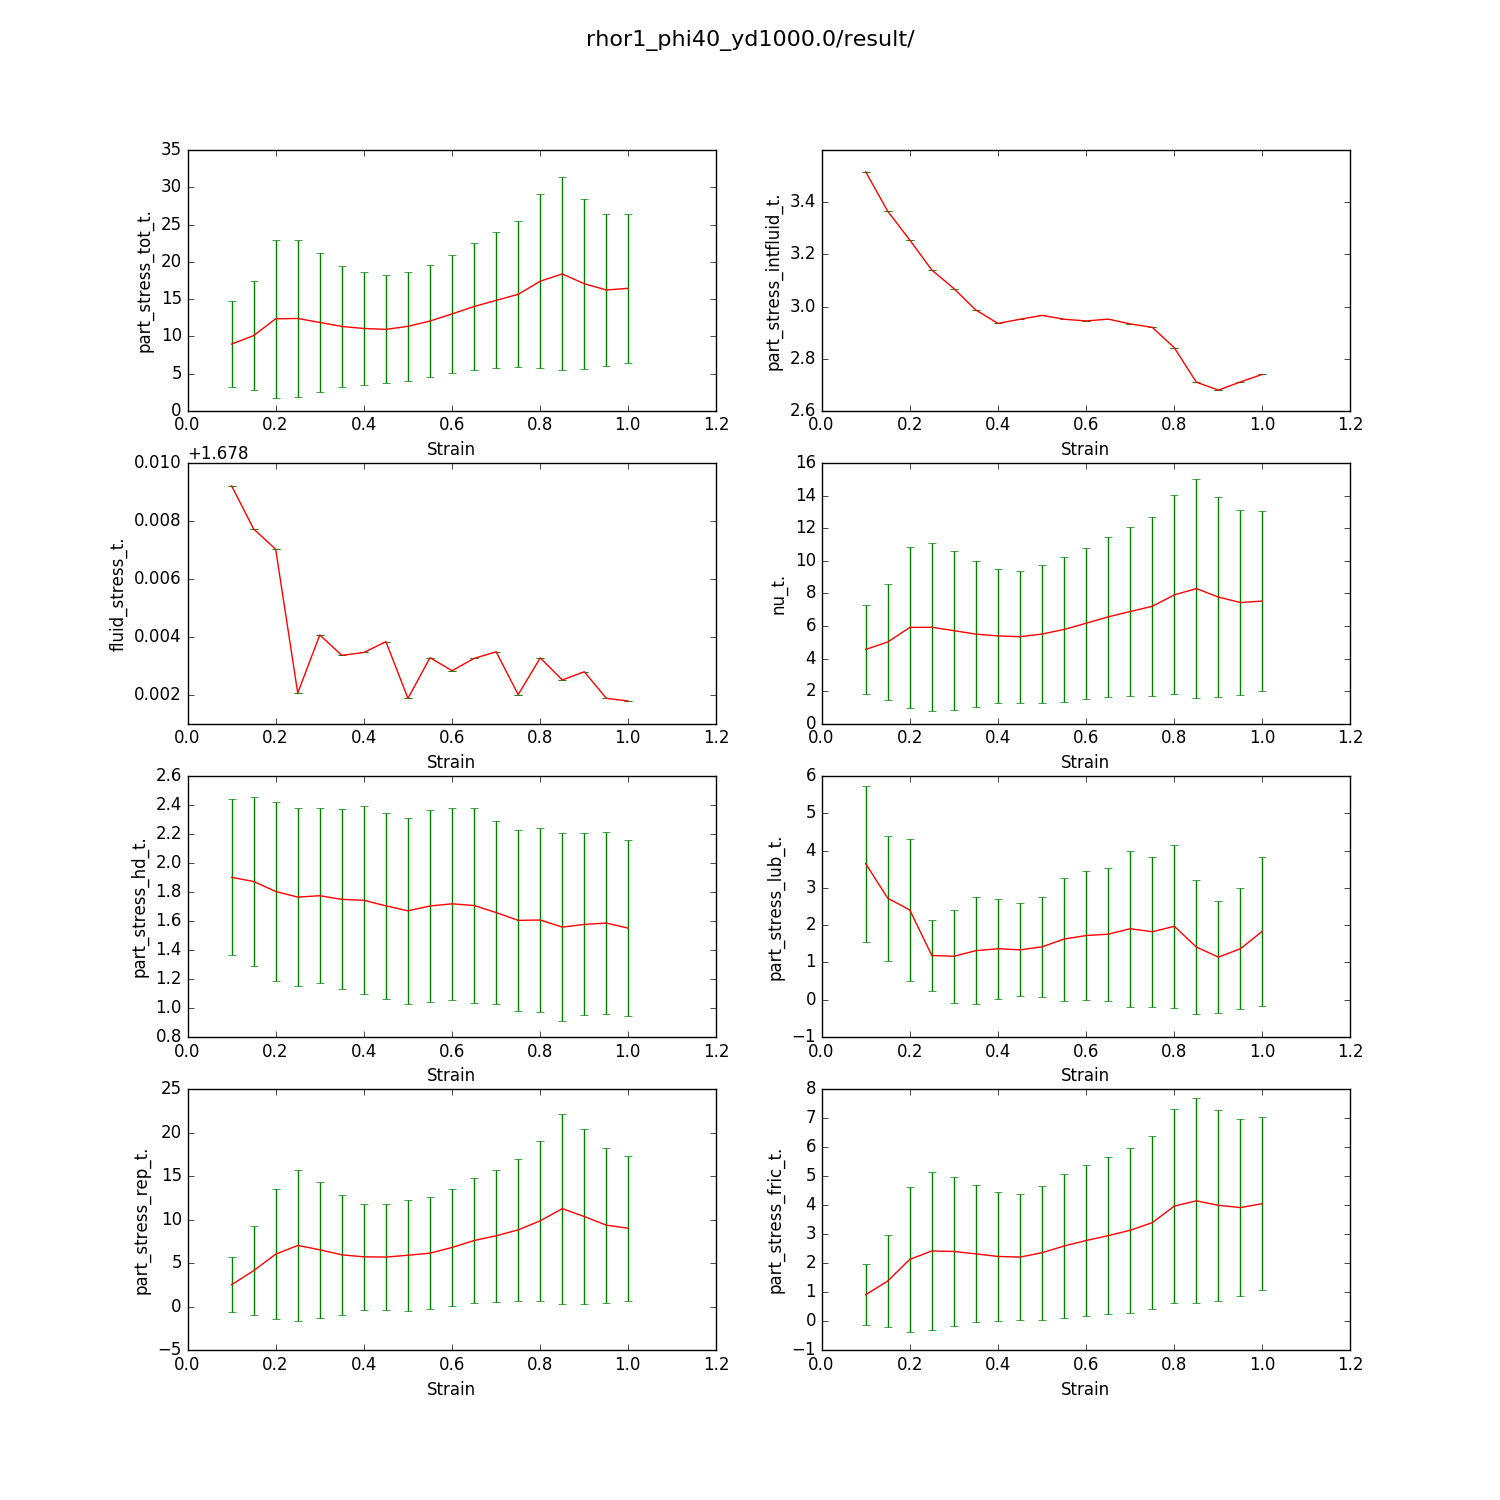 rhor1_phi40_yd1000.0/result/
35
30
25
20
15
10
5
0
part_stress_tot_t.
0.0 0.2 0.4 0.6 0.8 1.0 1.2
Strain
3.4
3.2
3.0
2.8
2.6
part_stress_intfluid_t.
0.0 0.2 0.4 0.6 0.8 1.0 1.2
Strain
+1.678
0.010
0.008
0.006
0.004
0.002
fluid_stress_t.
0.0 0.2 0.4 0.6 0.8 1.0 1.2
Strain
16
14
12
10
8
6
4
2
0
nu_t.
0.0 0.2 0.4 0.6 0.8 1.0 1.2
Strain
2.6
2.4
2.2
2.0
1.8
1.6
1.4
1.2
1.0
0.8
part_stress_hd_t.
0.0 0.2 0.4 0.6 0.8 1.0 1.2
Strain
6
5
4
3
2
1
0
−1
part_stress_lub_t.
0.0 0.2 0.4 0.6 0.8 1.0 1.2
Strain
25
20
15
10
5
0
−5
part_stress_rep_t.
0.0 0.2 0.4 0.6 0.8 1.0 1.2
Strain
8
7
6
5
4
3
2
1
0
−1
part_stress_fric_t.
0.0 0.2 0.4 0.6 0.8 1.0 1.2
Strain